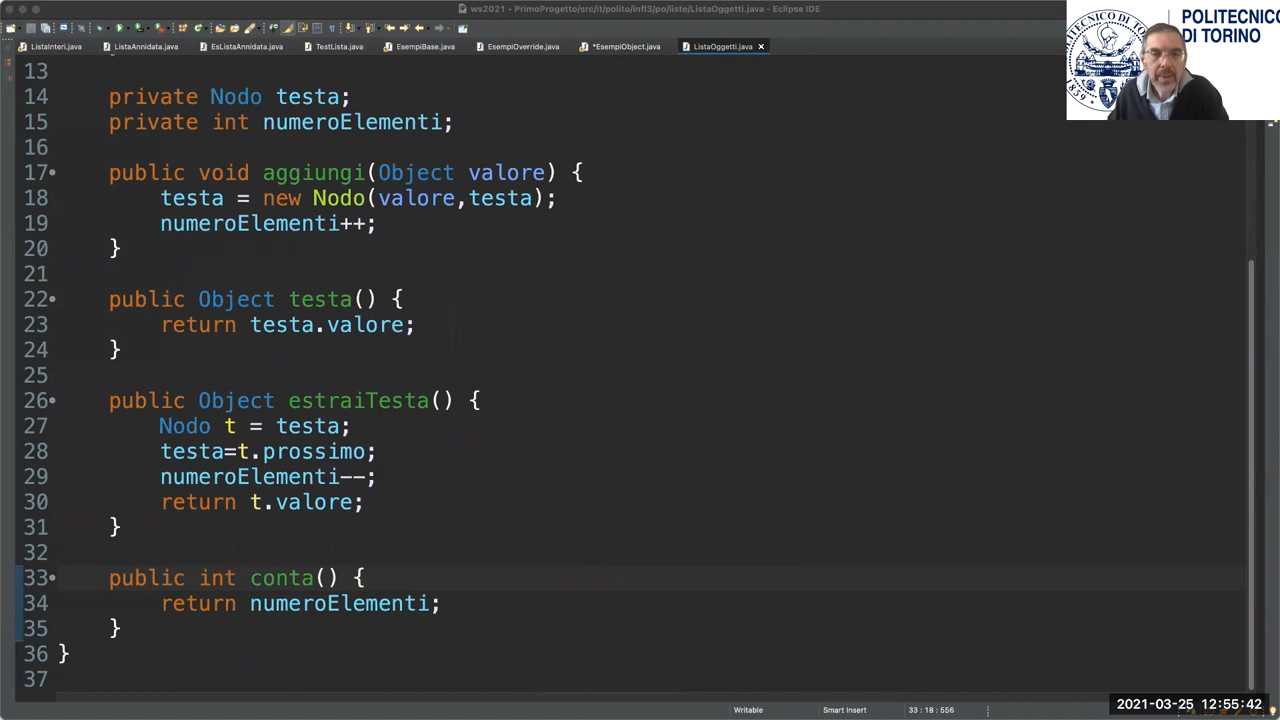 ws2021 - PrimoProgetto/src/it/polito/infl3/po/liste/ListaOggetti.java - Eclipse IDE
ListaInteri.java ListaAnnidata.java EsListaAnnidata.java TestLista.java EsempiBase.java EsempiOverride.java *EsempiObject.java ListaOggetti.java
POLITECNICO
DI TORINO
13
14 private Nodo testa;
15 private int numeroElementi;
16
17 public void aggiungi(Object valore) {
18 testa = new Nodo(valore,testa);
19 numeroElementi++;
20 }
21
22 public Object testa() {
23 return testa.valore;
24 }
25
26 public Object estraiTesta() {
27 Nodo t = testa;
28 testa=t.prossimo;
29 numeroElementi--;
30 return t.valore;
31 }
32
33 public int conta() {
34 return numeroElementi;
35 }
36 }
37
Writable Smart Insert 33 : 18 : 556
2021-03-25 12:55:42